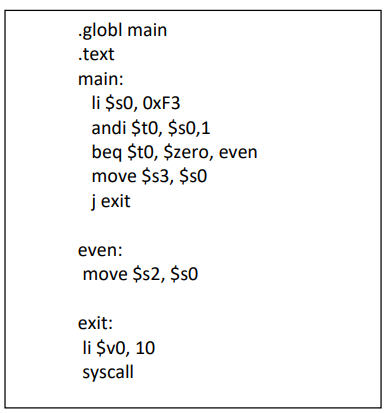 .globl main
.text
main:
li $s0, 0xF3
andi $t0, $s0,1
beq $t0, $zero, even
move $s3, $s0
j exit
even:
move $s2, $s0
exit:
li $v0, 10
syscall